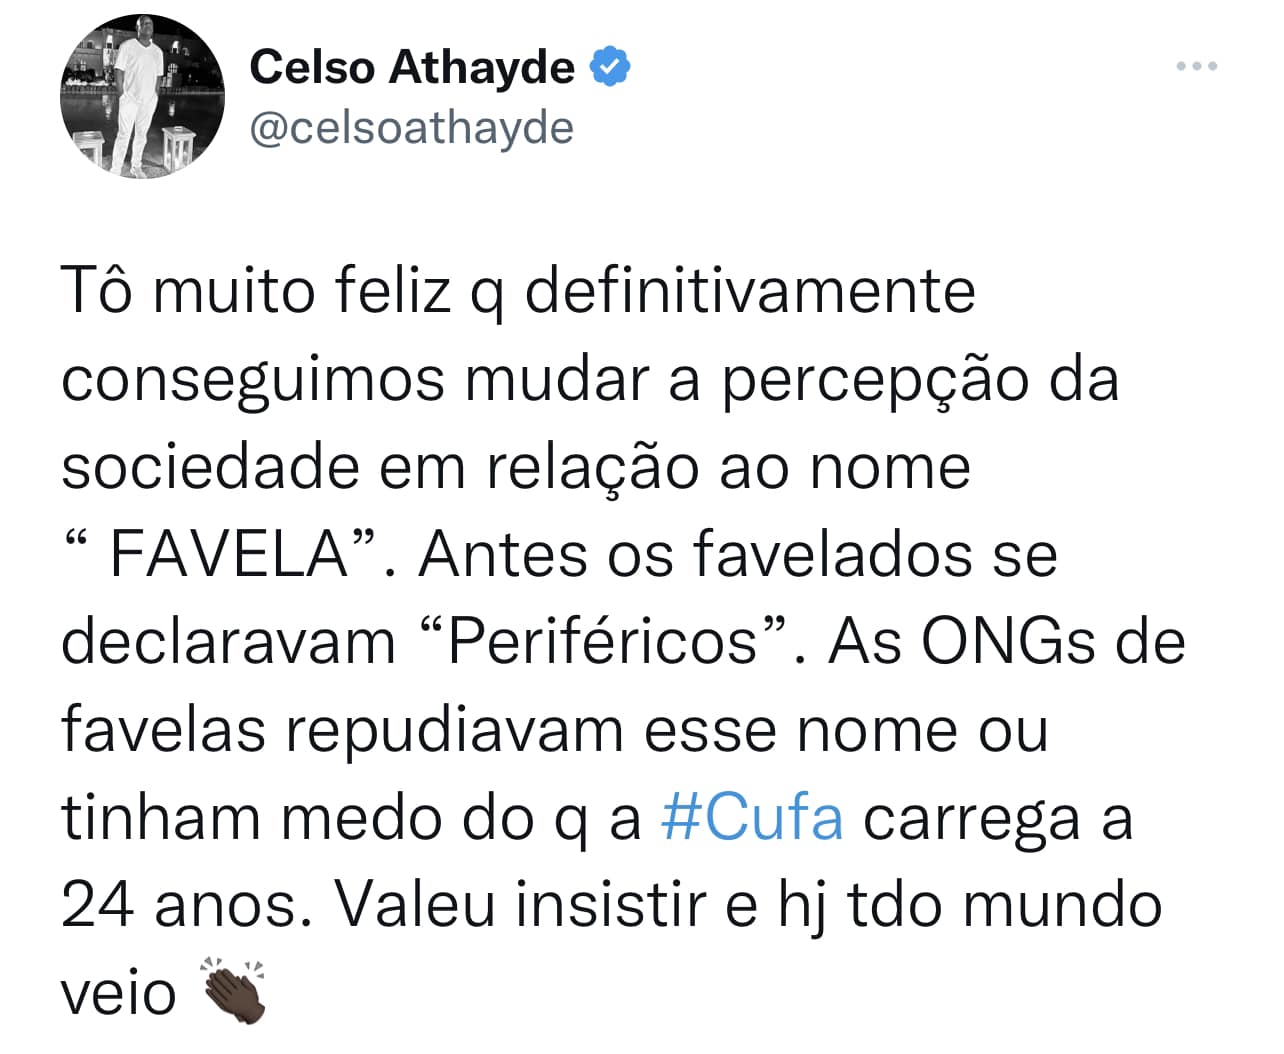 Celso Athayde
@celsoathayde
Tô muito feliz q definitivamente
conseguimos mudar a percepção da
sociedade em relação ao nome
“ FAVELA”. Antes os favelados se
declaravam “Periféricos”. As ONGs de
favelas repudiavam esse nome ou
tinham medo do q a #Cufa carrega a
24 anos. Valeu insistir e hj tdo mundo
veio 👏🏿